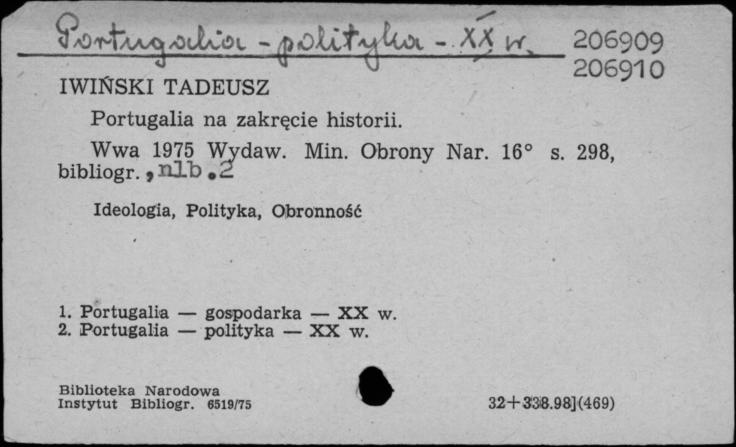 Portugalia - polityka - XX w. 206909
206910
IWIŃSKI TADEUSZ
Portugalia na zakręcie historii.
Wwa 1975 Wydaw. Min. Obrony Nar. 16° s. 298,
bibliogr., nlb.2
Ideologia, Polityka, Obronność
1. Portugalia — gospodarka — XX w.
2. Portugalia — polityka — XX w.
Biblioteka Narodowa
Instytut Bibliogr. 6519/75
32+338.98](469)